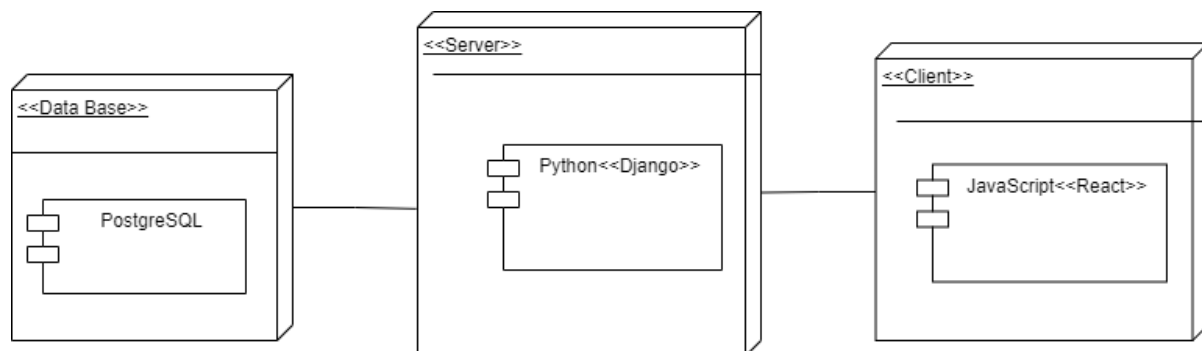 <<Data Base>>
PostgreSQL
<<Server>>
Python<<Django>>
<<Client>>
JavaScript<<React>>